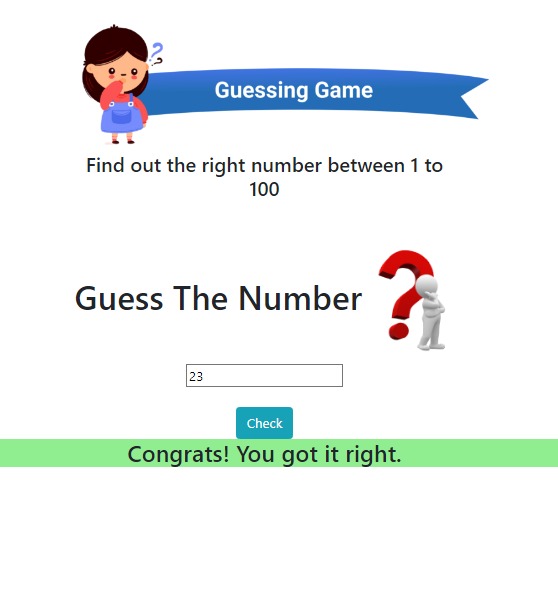 Guessing Game
Find out the right number between 1 to
100
Guess The Number
23
Check
Congrats! You got it right.